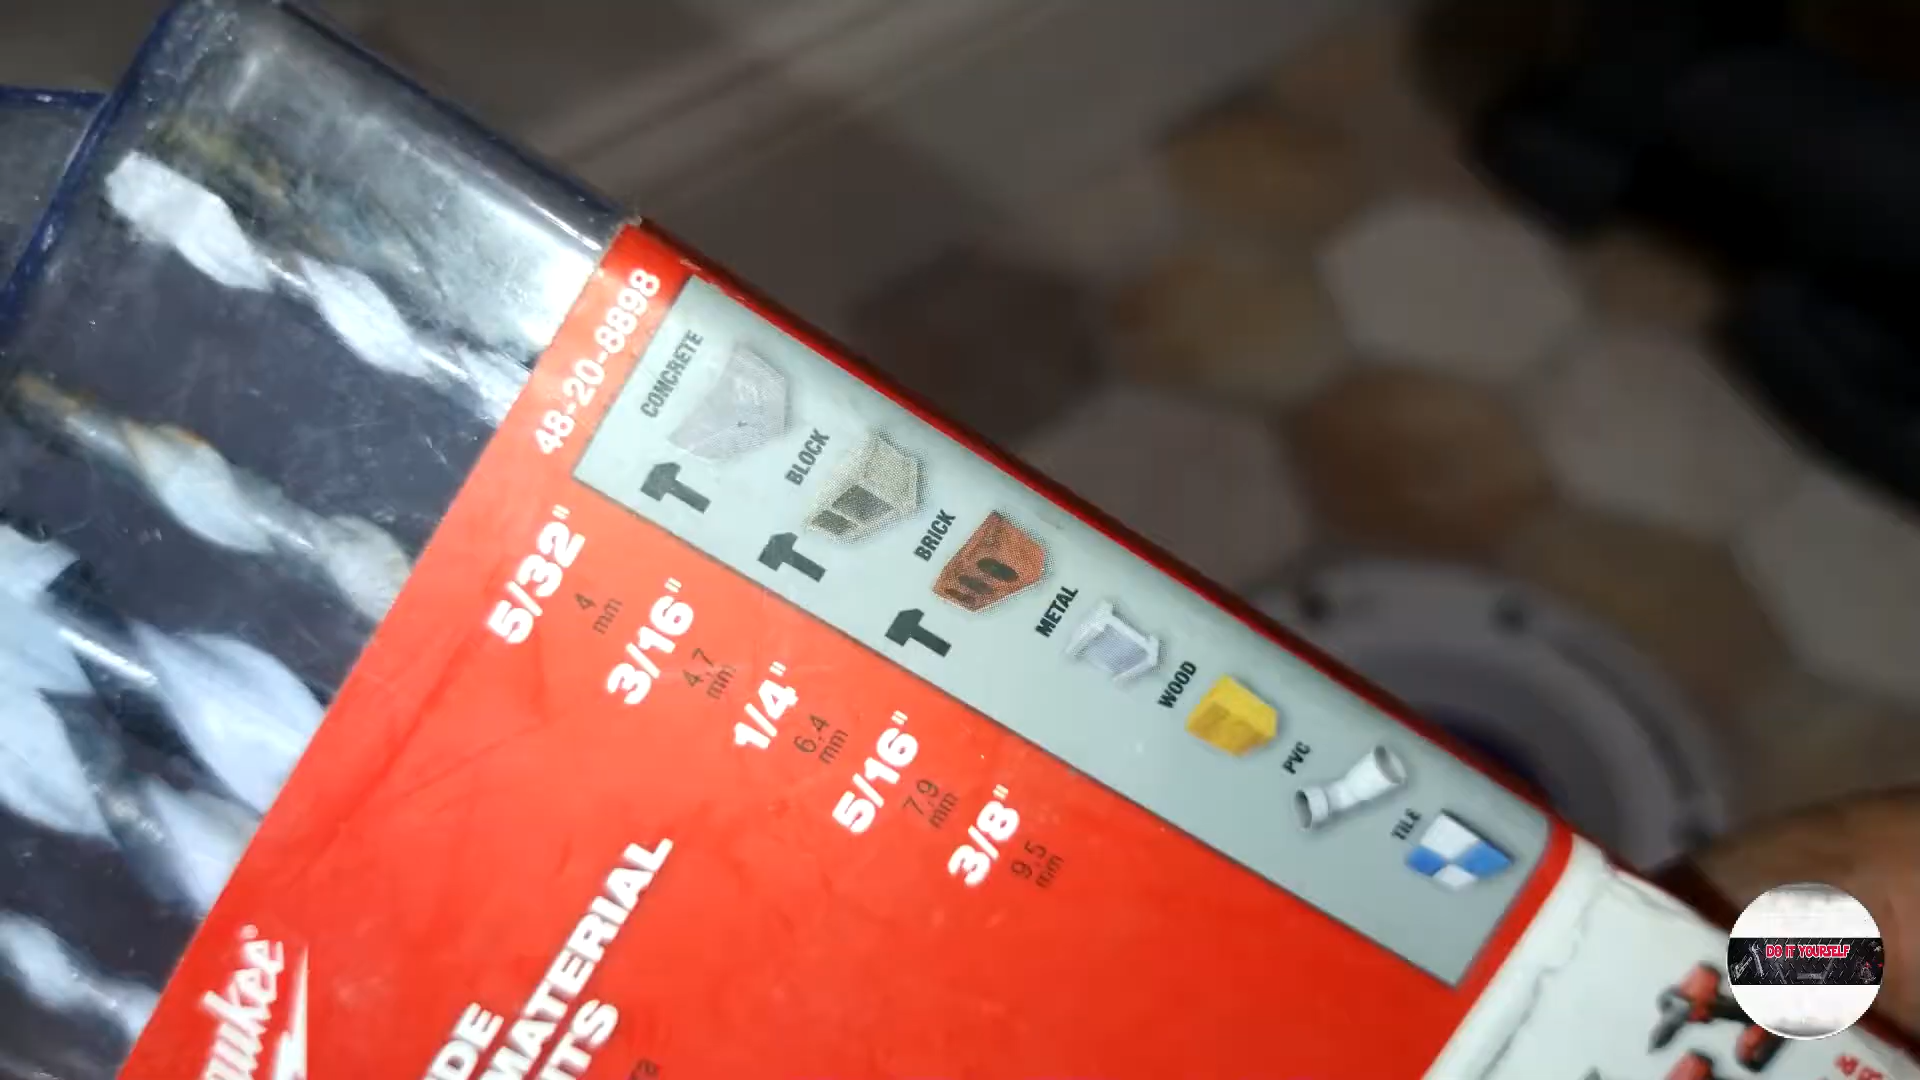 48-20-8898
CONCRETE
BLOCK
BRICK
METAL
WOOD
PVC
TILE
5/32"
4
mm
3/16"
4,7
mm
1/4"
6,4
mm
5/16"
7,9
mm
3/8"
9,5
mm
MATERIAL
DO IT YOURSELF